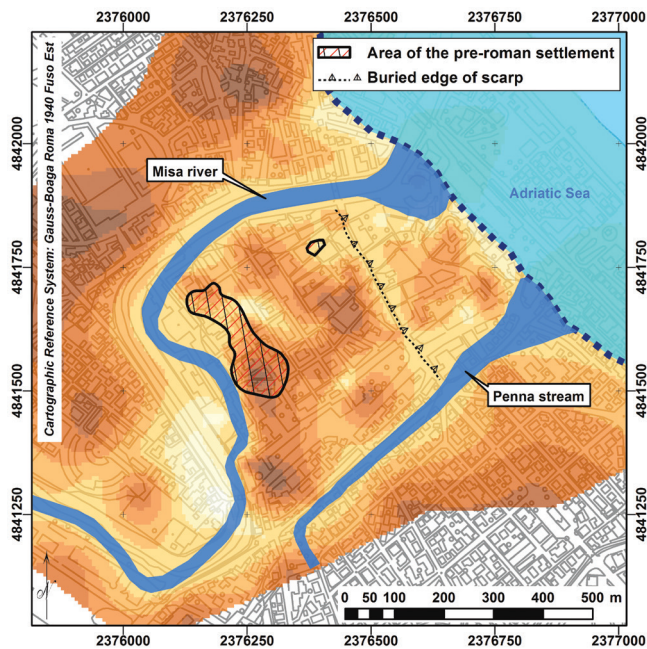 2376000 2376250 2376500 2376750 2377000
Area of the pre-roman settlement
Buried edge of scarp
Cartographic Reference System: Gauss-Boaga Roma 1940 Fuso Est
4842000
4842000
Misa river
Adriatic Sea
4841750
4841750
4841500
4841500
Penna stream
4841250
4841250
N
0 50 100 200 300 400 500 m
2376000 2376250 2376500 2376750 2377000